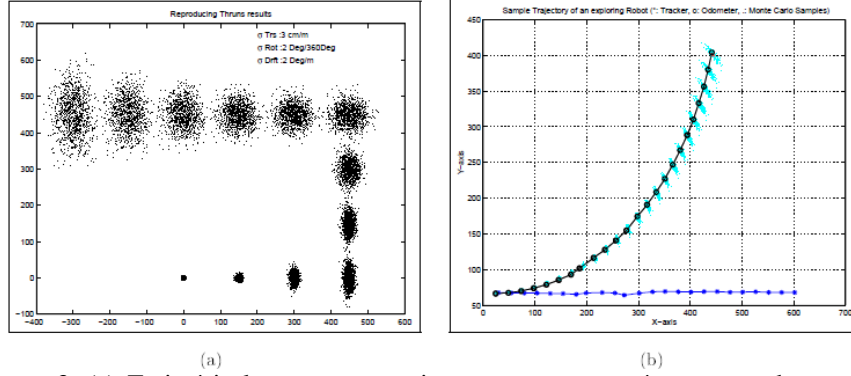 Reproducing Thruns results
σ Trs :3 cm/m
σ Rot :2 Deg/360Deg
σ Drft :2 Deg/m
700
600
500
400
300
200
100
0
−100
−400 −300 −200 −100 0 100 200 300 400 500 600
(a)
Sample Trajectory of an exploring Robot (*: Tracker, o: Odometer, .: Monte Carlo Samples)
Y−axis
450
400
350
300
250
200
150
100
50
0 100 200 300 400 500 600 700
X−axis
(b)